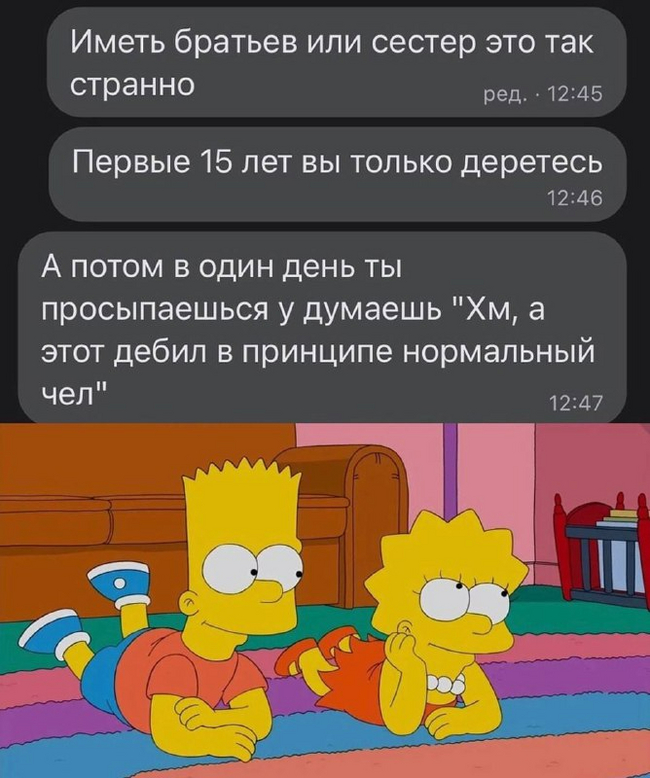 Иметь братьев или сестер это так
странно
ред. · 12:45
Первые 15 лет вы только деретесь
12:46
А потом в один день ты
просыпаешься у думаешь "Хм, а
этот дебил в принципе нормальный
чел"
12:47